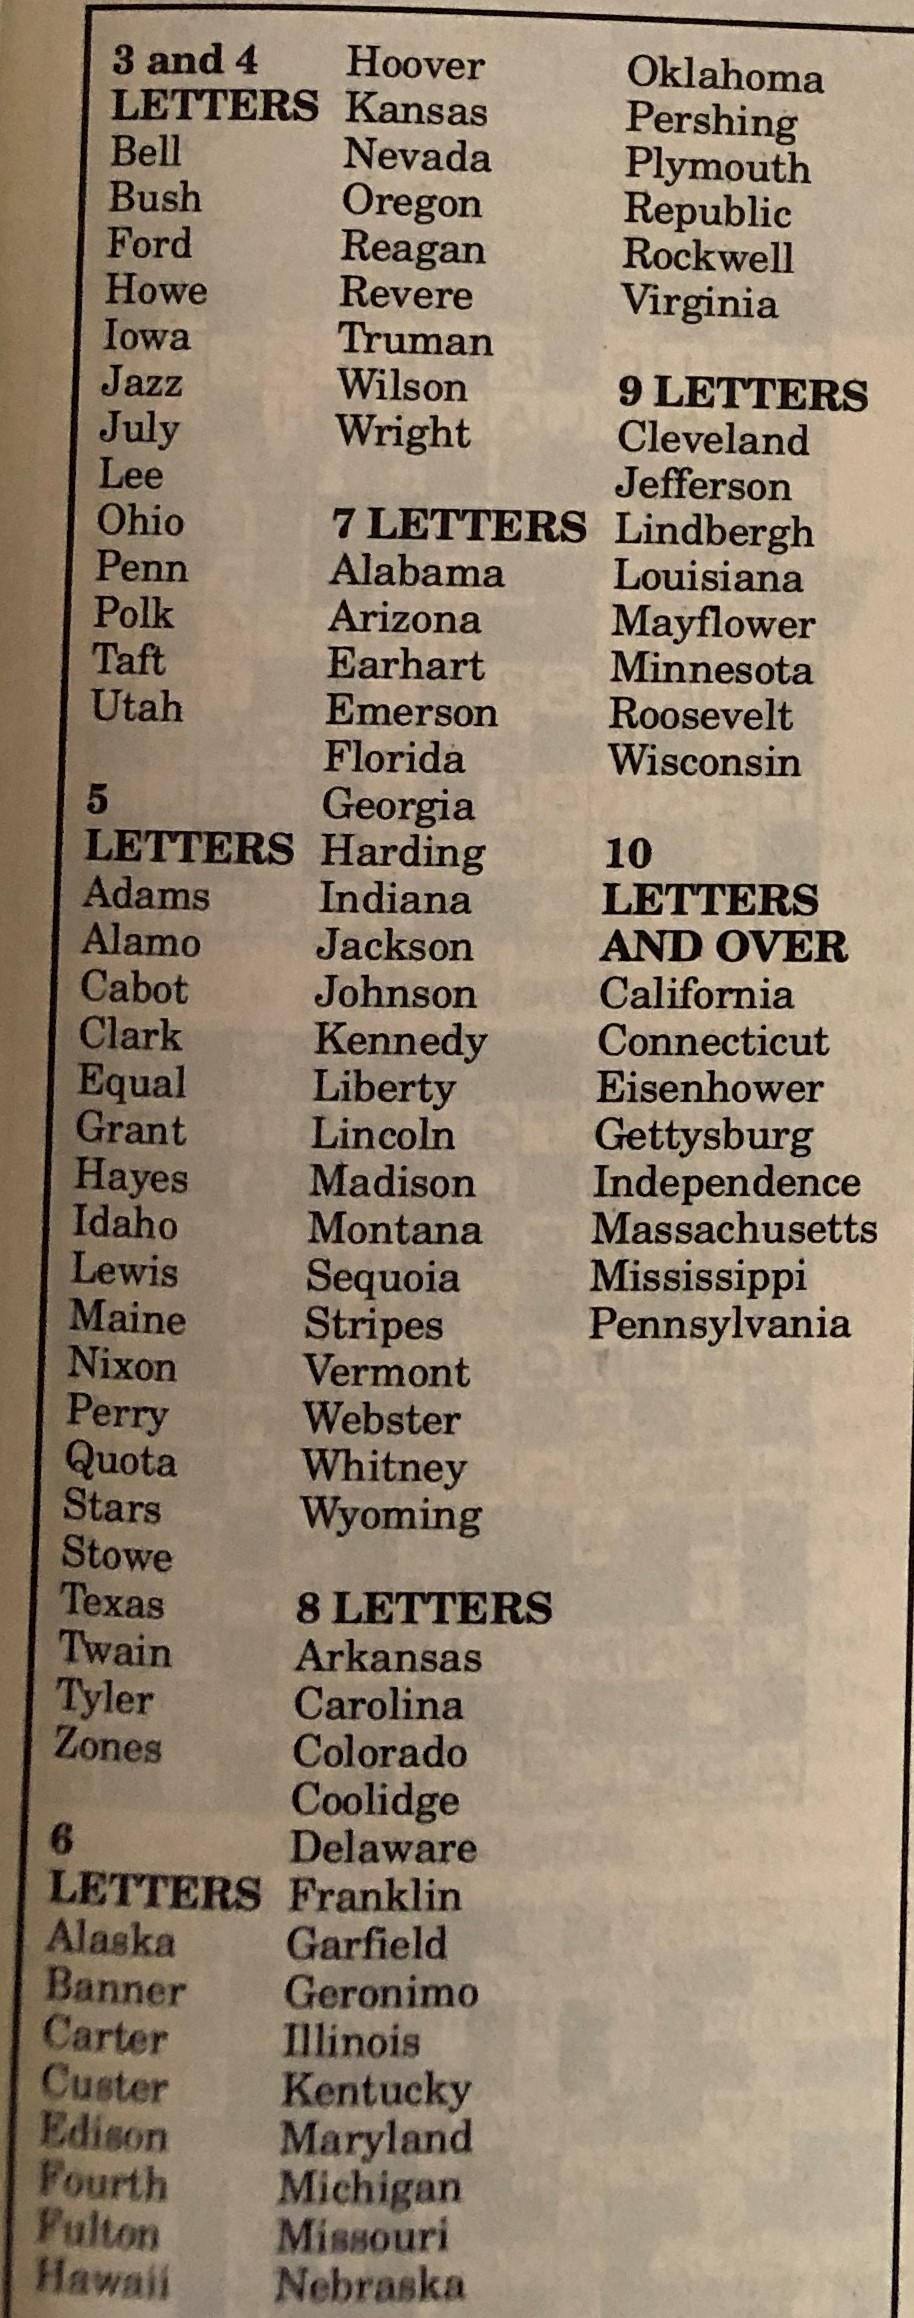 3 and 4
LETTERS
Bell
Bush
Ford
Howe
Iowa
Jazz
July
Lee
Ohio
Penn
Polk
Taft
Utah
5
LETTERS
Adams
Alamo
Cabot
Clark
Equal
Grant
Hayes
Idaho
Lewis
Maine
Nixon
Perry
Quota
Stars
Stowe
Texas
Twain
Tyler
Zones
6
LETTERS
Alaska
Banner
Carter
Custer
Edison
Fourth
Fulton
Hawaii
Hoover
Kansas
Nevada
Oregon
Reagan
Revere
Truman
Wilson
Wright
7 LETTERS
Alabama
Arizona
Earhart
Emerson
Florida
Georgia
Harding
Indiana
Jackson
Johnson
Kennedy
Liberty
Lincoln
Madison
Montana
Sequoia
Stripes
Vermont
Webster
Whitney
Wyoming
8 LETTERS
Arkansas
Carolina
Colorado
Coolidge
Delaware
Franklin
Garfield
Geronimo
Illinois
Kentucky
Maryland
Michigan
Missouri
Nebraska
Oklahoma
Pershing
Plymouth
Republic
Rockwell
Virginia
9 LETTERS
Cleveland
Jefferson
Lindbergh
Louisiana
Mayflower
Minnesota
Roosevelt
Wisconsin
10
LETTERS
AND OVER
California
Connecticut
Eisenhower
Gettysburg
Independence
Massachusetts
Mississippi
Pennsylvania